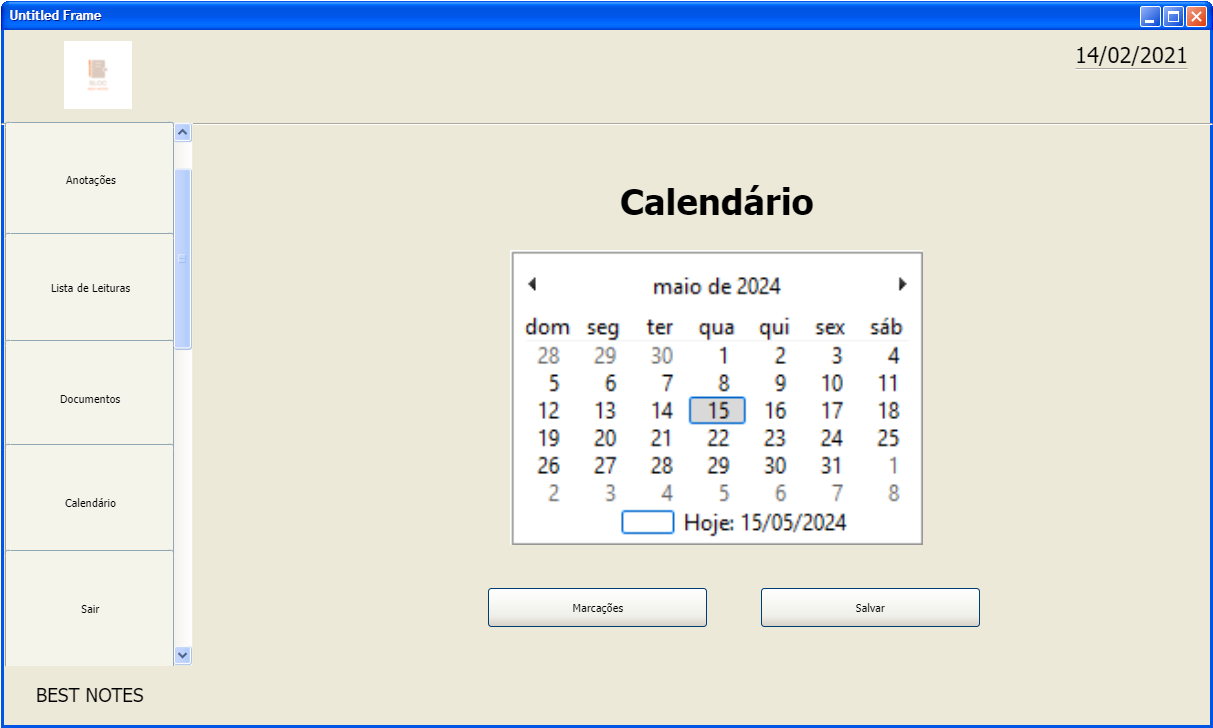 Untitled Frame
BLOC
14/02/2021
Anotações
Lista de Leituras
Documentos
Calendário
Sair
Calendário
maio de 2024
dom seg ter qua qui sex sáb
28 29 30 1 2 3 4
5 6 7 8 9 10 11
12 13 14 15 16 17 18
19 20 21 22 23 24 25
26 27 28 29 30 31 1
2 3 4 5 6 7 8
Hoje: 15/05/2024
Marcações
Salvar
BEST NOTES